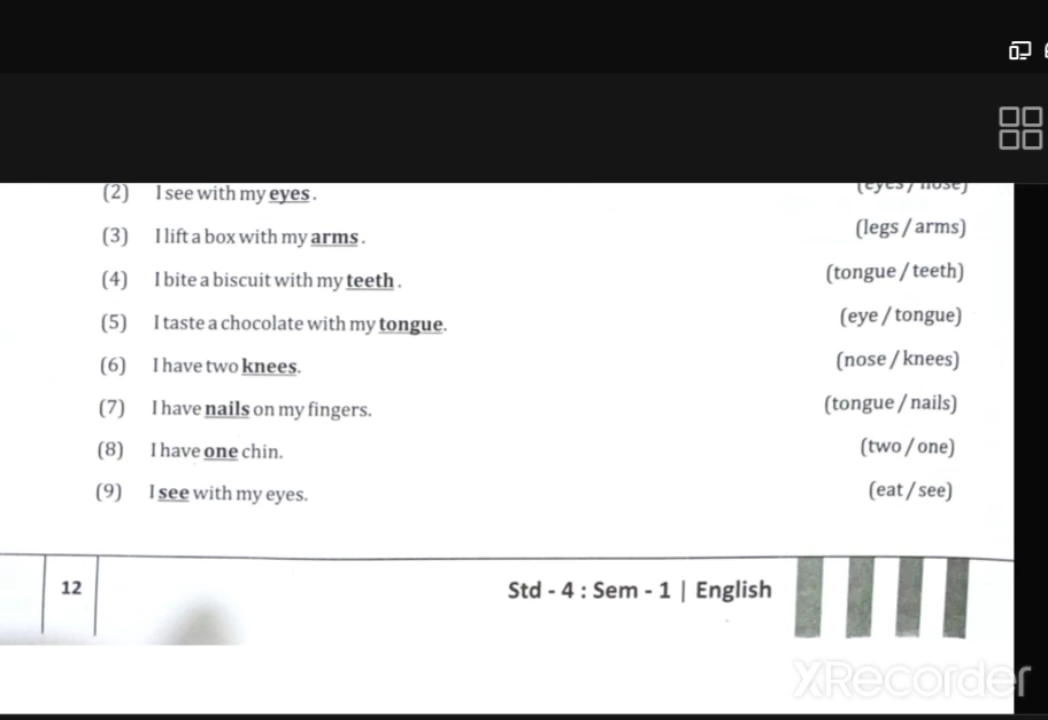 (2) I see with my eyes. (eyes / nose)
(3) I lift a box with my arms. (legs / arms)
(4) I bite a biscuit with my teeth. (tongue / teeth)
(5) I taste a chocolate with my tongue. (eye / tongue)
(6) I have two knees. (nose / knees)
(7) I have nails on my fingers. (tongue / nails)
(8) I have one chin. (two / one)
(9) I see with my eyes. (eat / see)
12 Std - 4 : Sem - 1 | English
XRecorder